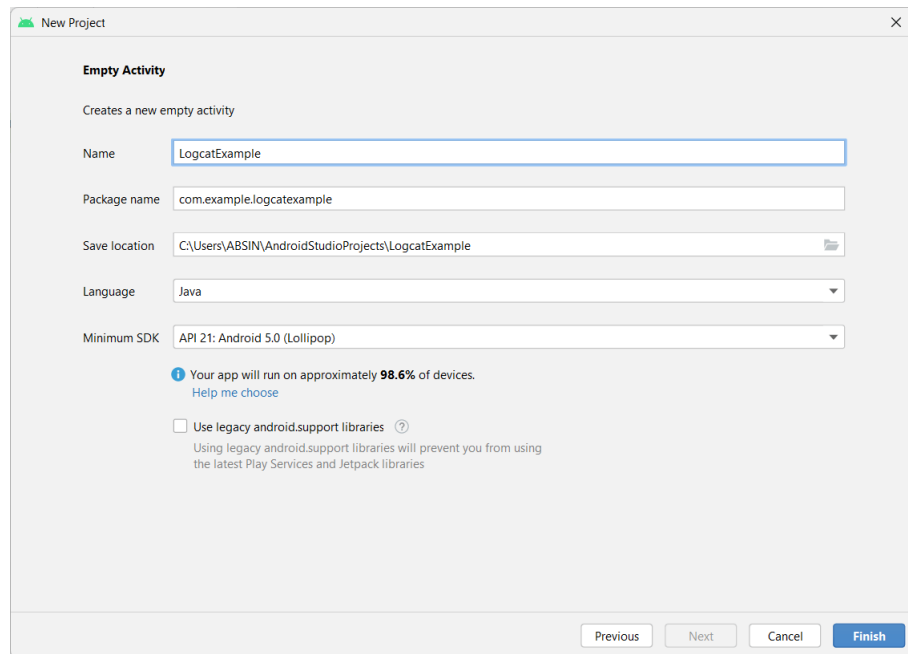 New Project
Empty Activity
Creates a new empty activity
Name LogcatExample
Package name com.example.logcatexample
Save location C:\Users\ABSIN\AndroidStudioProjects\LogcatExample
Language Java
Minimum SDK API 21: Android 5.0 (Lollipop)
Your app will run on approximately 98.6% of devices.
Help me choose
Use legacy android.support libraries
Using legacy android.support libraries will prevent you from using
the latest Play Services and Jetpack libraries
Previous Next Cancel Finish